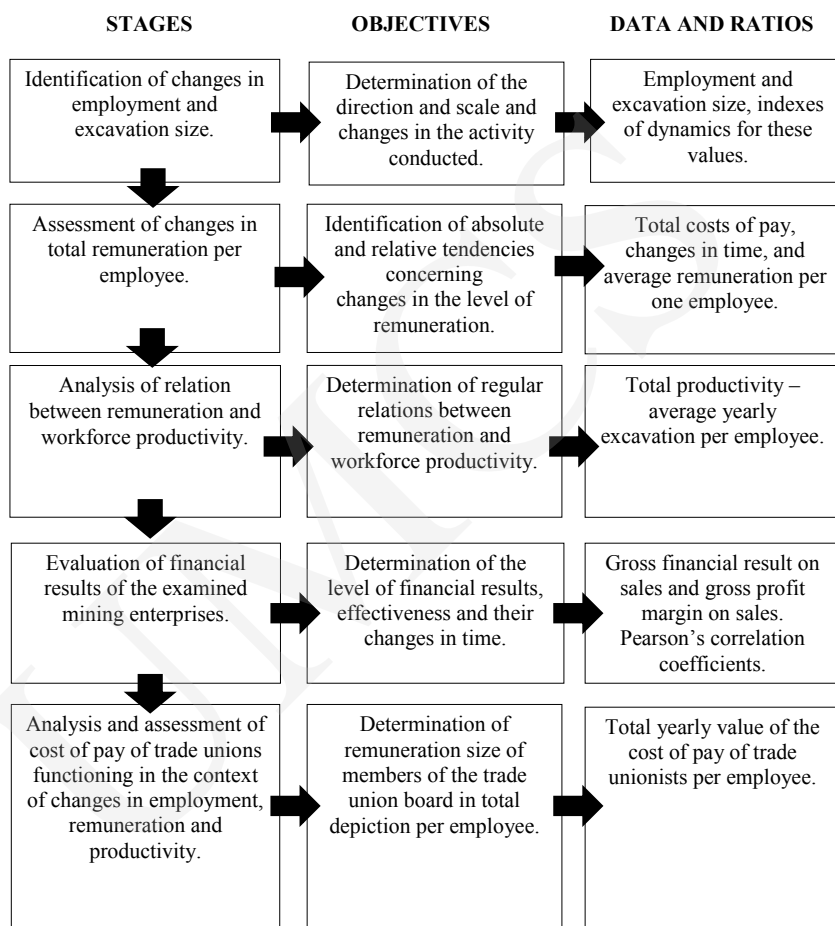 STAGES
OBJECTIVES
DATA AND RATIOS
Identification of changes in
employment and
excavation size.
Determination of the
direction and scale and
changes in the activity
conducted.
Employment and
excavation size, indexes
of dynamics for these
values.
Assessment of changes in
total remuneration per
employee.
Identification of absolute
and relative tendencies
concerning
changes in the level of
remuneration.
Total costs of pay,
changes in time, and
average remuneration per
one employee.
Analysis of relation
between remuneration and
workforce productivity.
Determination of regular
relations between
remuneration and
workforce productivity.
Total productivity –
average yearly
excavation per employee.
Evaluation of financial
results of the examined
mining enterprises.
Determination of the
level of financial results,
effectiveness and their
changes in time.
Gross financial result on
sales and gross profit
margin on sales.
Pearson's correlation
coefficients.
Analysis and assessment of
cost of pay of trade unions
functioning in the context
of changes in employment,
remuneration and
productivity.
Determination of
remuneration size of
members of the trade
union board in total
depiction per employee.
Total yearly value of the
cost of pay of trade
unionists per employee.
UMCS